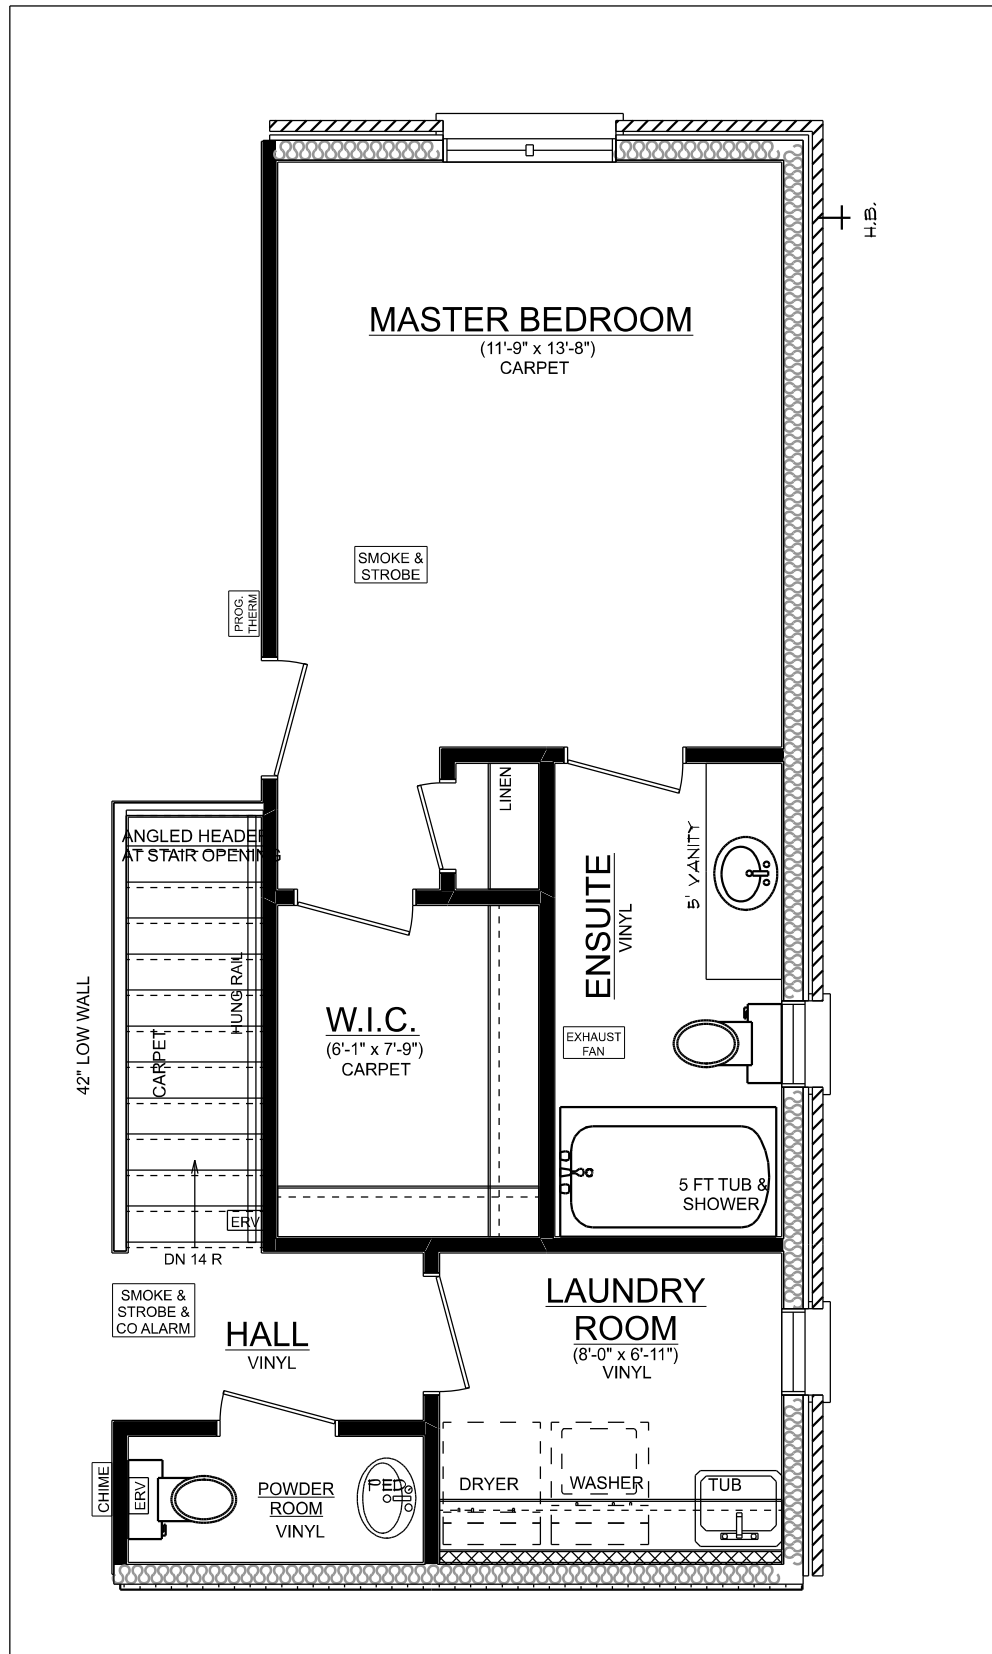 H.B.
MASTER BEDROOM
(11'-9" x 13'-8")
CARPET
SMOKE &
STROBE
PROG.
THERM
LINEN
ANGLED HEADER
AT STAIR OPENING
5' VANITY
ENSUITE
VINYL
HUNG RAIL
42" LOW WALL
CARPET
W.I.C.
(6'-1" x 7'-9")
CARPET
EXHAUST
FAN
5 FT TUB &
SHOWER
ERV
DN 14 R
SMOKE &
STROBE &
CO ALARM
HALL
VINYL
LAUNDRY
ROOM
(8'-0" x 6'-11")
VINYL
CHIME
ERV
POWDER
ROOM
VINYL
PED
DRYER
WASHER
TUB